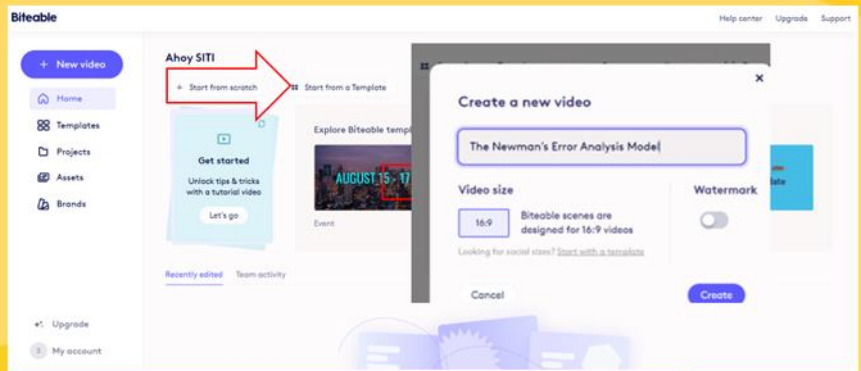 Biteable
Help center Upgrade Support
+ New video
Home
Templates
Projects
Assets
Brands
Upgrade
My account
Ahoy SITI
+ Start from scratch
Start from a Template
Get started
Unlock tips & tricks
with a tutorial video
Let's go
Explore Biteable templ
AUGUST 15 - 17
Event
Recently edited Team activity
Create a new video
The Newman's Error Analysis Model
Video size
Watermark
16:9
Biteable scenes are
designed for 16:9 videos
Looking for social sizes? Start with a template
Cancel
Create